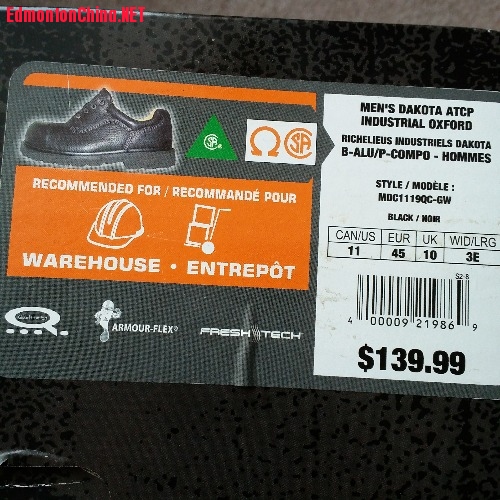 EdmontonChina.NET
MEN'S DAKOTA ATCP
INDUSTRIAL OXFORD
RICHELIEUS INDUSTRIELS DAKOTA
B-ALU/P-COMPO - HOMMES
STYLE / MODÈLE :
MDC1119QC-GW
BLACK / NOIR
CAN/US EUR UK WID/LRG
11 45 10 3E
S2-8
4 00009 21986 9
$139.99
RECOMMENDED FOR / RECOMMANDÉ POUR
WAREHOUSE • ENTREPÔT
ARMOUR-FLEX®
FRESH TECH